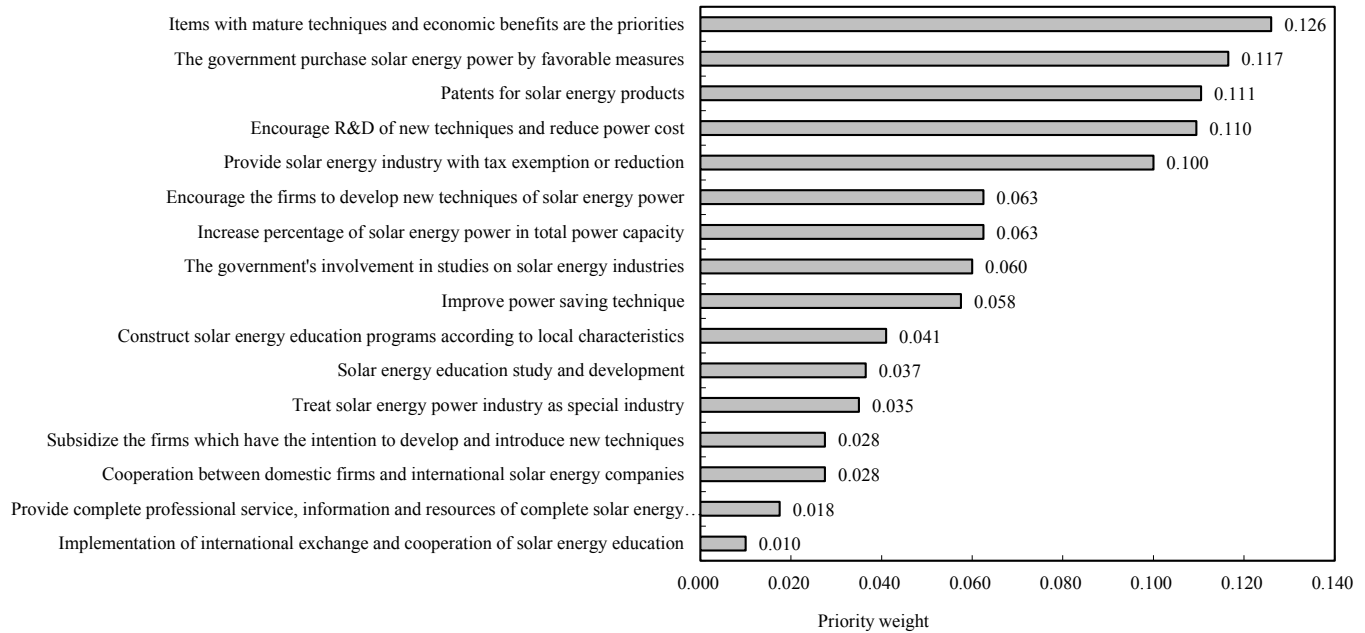 Items with mature techniques and economic benefits are the priorities 0.126
The government purchase solar energy power by favorable measures 0.117
Patents for solar energy products 0.111
Encourage R&D of new techniques and reduce power cost 0.110
Provide solar energy industry with tax exemption or reduction 0.100
Encourage the firms to develop new techniques of solar energy power 0.063
Increase percentage of solar energy power in total power capacity 0.063
The government's involvement in studies on solar energy industries 0.060
Improve power saving technique 0.058
Construct solar energy education programs according to local characteristics 0.041
Solar energy education study and development 0.037
Treat solar energy power industry as special industry 0.035
Subsidize the firms which have the intention to develop and introduce new techniques 0.028
Cooperation between domestic firms and international solar energy companies 0.028
Provide complete professional service, information and resources of complete solar energy… 0.018
Implementation of international exchange and cooperation of solar energy education 0.010
0.000 0.020 0.040 0.060 0.080 0.100 0.120 0.140
Priority weight